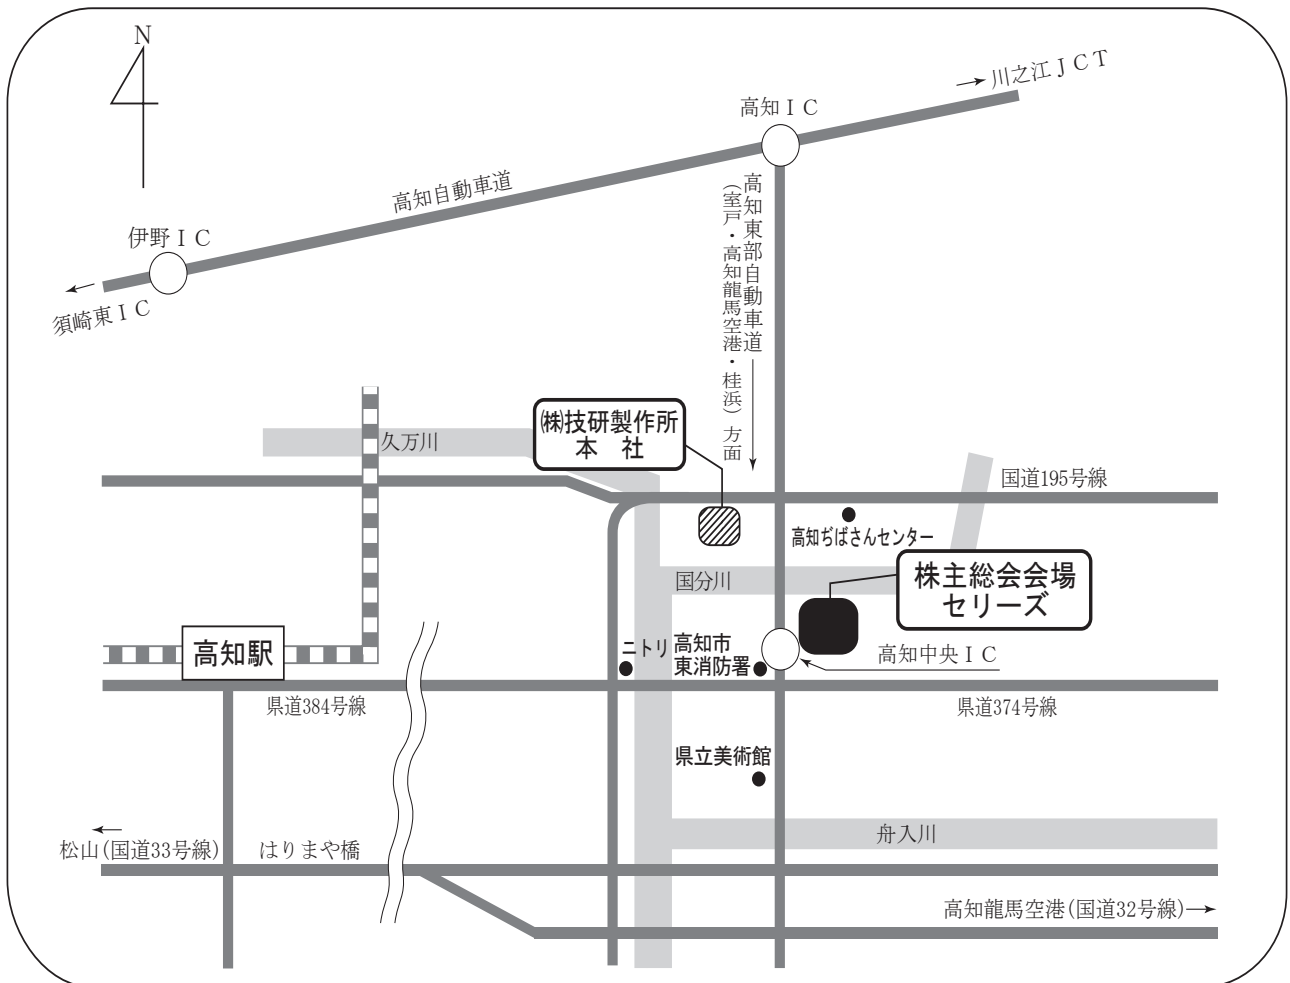 N
川之江ＪＣＴ
高知ＩＣ
高知自動車道
高知東部自動車道
（室戸・高知龍馬空港・桂浜）方面
伊野ＩＣ
須崎東ＩＣ
㈱技研製作所
本　社
久万川
国道195号線
高知ぢばさんセンター
国分川
株主総会会場
セリーズ
高知駅
ニトリ
高知市
東消防署
高知中央ＩＣ
県道384号線
県道374号線
県立美術館
舟入川
松山(国道33号線)
はりまや橋
高知龍馬空港(国道32号線)